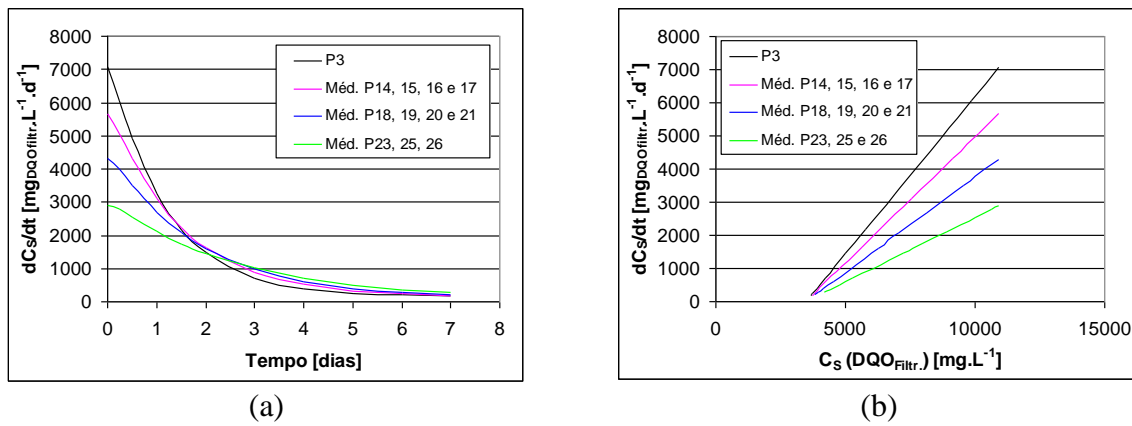 dCs/dt [mgDQOfiltr.L⁻¹.d⁻¹]
8000
7000
6000
5000
4000
3000
2000
1000
0
P3
Méd. P14, 15, 16 e 17
Méd. P18, 19, 20 e 21
Méd. P23, 25, 26
0 1 2 3 4 5 6 7 8
Tempo [dias]
(a)
dCs/dt [mgDQOfiltr.L⁻¹.d⁻¹]
8000
7000
6000
5000
4000
3000
2000
1000
0
P3
Méd. P14, 15, 16 e 17
Méd. P18, 19, 20 e 21
Méd. P23, 25 e 26
0 5000 10000 15000
CS (DQOFiltr.) [mg.L⁻¹]
(b)